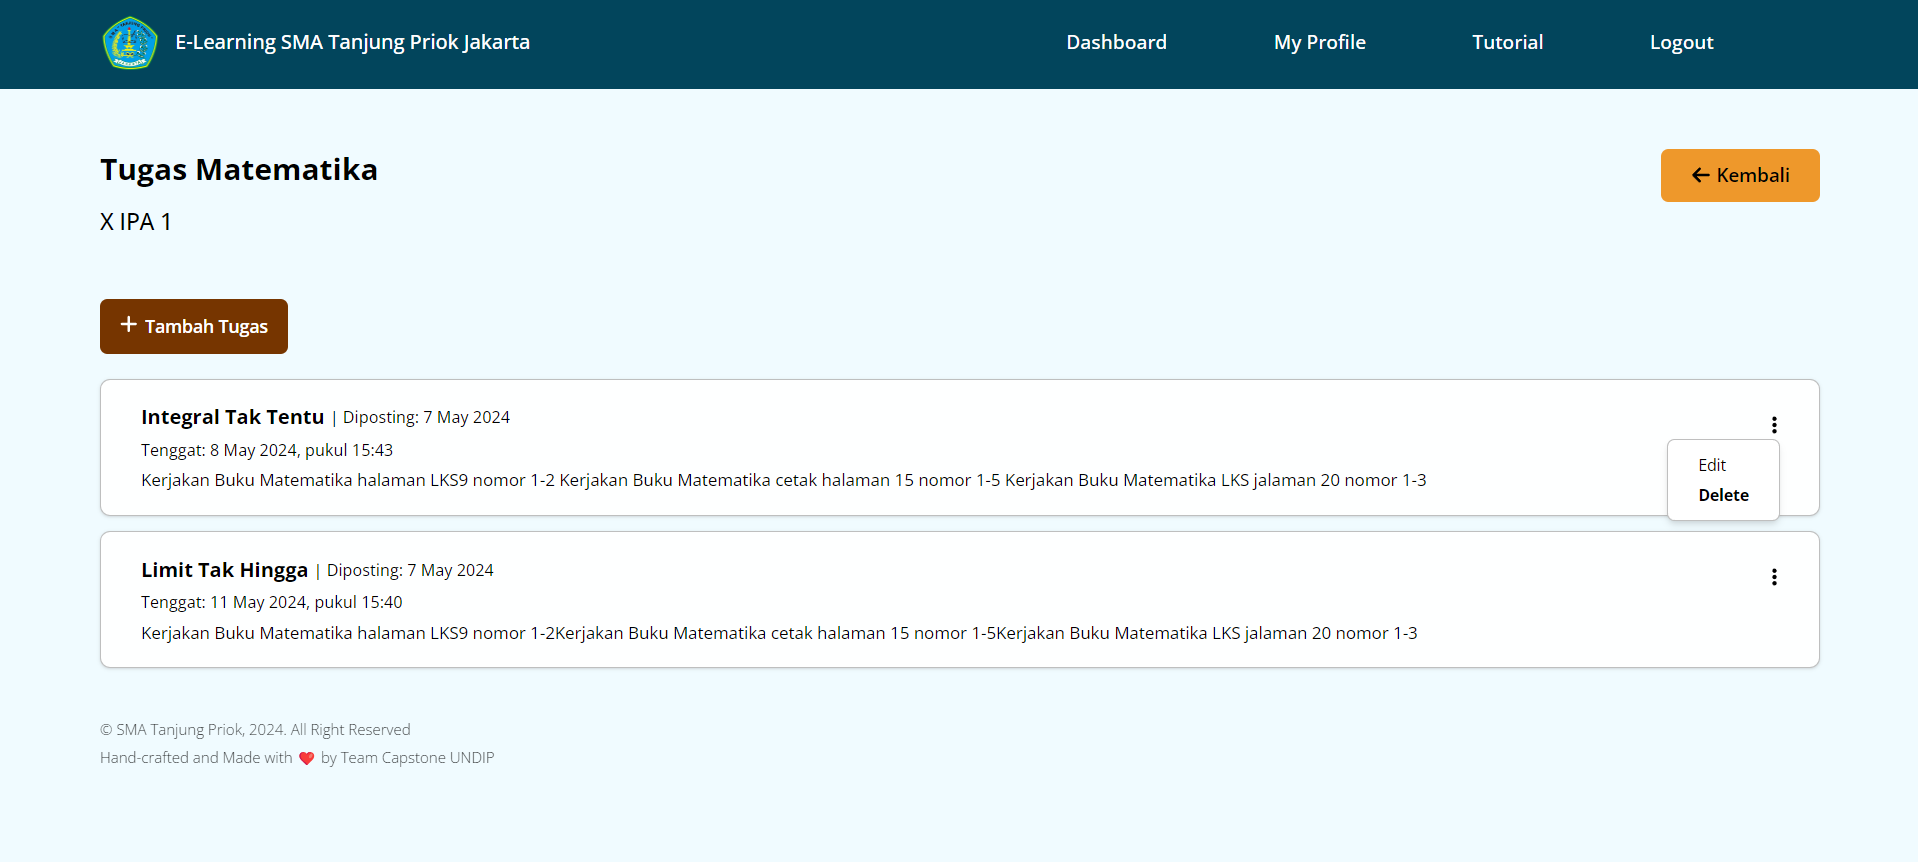 E-Learning SMA Tanjung Priok Jakarta
Dashboard
My Profile
Tutorial
Logout
Tugas Matematika
Kembali
X IPA 1
Tambah Tugas
Integral Tak Tentu | Diposting: 7 May 2024
Tenggat: 8 May 2024, pukul 15:43
Kerjakan Buku Matematika halaman LKS9 nomor 1-2 Kerjakan Buku Matematika cetak halaman 15 nomor 1-5 Kerjakan Buku Matematika LKS jalaman 20 nomor 1-3
Edit
Delete
Limit Tak Hingga | Diposting: 7 May 2024
Tenggat: 11 May 2024, pukul 15:40
Kerjakan Buku Matematika halaman LKS9 nomor 1-2Kerjakan Buku Matematika cetak halaman 15 nomor 1-5Kerjakan Buku Matematika LKS jalaman 20 nomor 1-3
© SMA Tanjung Priok, 2024. All Right Reserved
Hand-crafted and Made with ❤️ by Team Capstone UNDIP